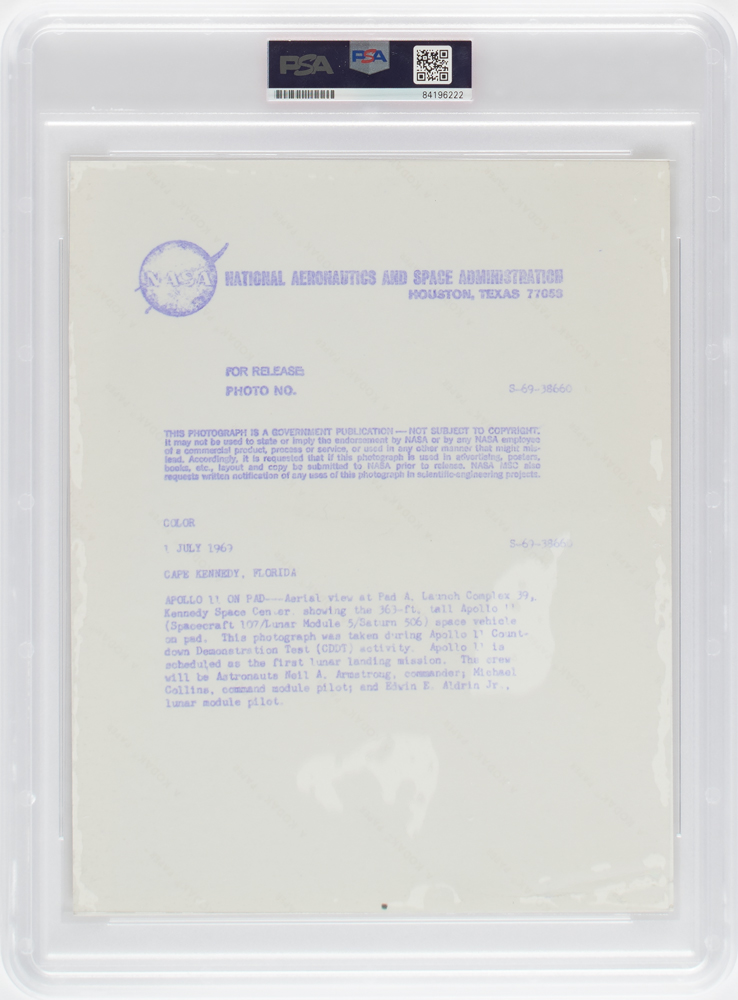 PSA
PSA
84196222
NASA
NATIONAL AERONAUTICS AND SPACE ADMINISTRATION
HOUSTON, TEXAS 77058
FOR RELEASE:
PHOTO NO. S-69-38660
THIS PHOTOGRAPH IS A GOVERNMENT PUBLICATION — NOT SUBJECT TO COPYRIGHT.
It may not be used to state or imply the endorsement by NASA or by any NASA employee
of a commercial product, process or service, or used in any other manner that might mis-
lead. Accordingly, it is requested that if this photograph is used in advertising, posters,
books, etc., layout and copy be submitted to NASA prior to release. NASA MSC also
requests written notification of any uses of this photograph in scientific-engineering projects.
COLOR
1 JULY 1969 S-69-38660
CAPE KENNEDY, FLORIDA
APOLLO 11 ON PAD---Aerial view at Pad A, Launch Complex 39,
Kennedy Space Center showing the 363-ft. tall Apollo 11
(Spacecraft 107/Lunar Module 5/Saturn 506) space vehicle
on pad. This photograph was taken during Apollo 11 Count-
down Demonstration Test (CDDT) activity. Apollo 11 is
scheduled as the first lunar landing mission. The crew
will be Astronauts Neil A. Armstrong, commander; Michael
Collins, command module pilot; and Edwin E. Aldrin Jr.,
lunar module pilot.